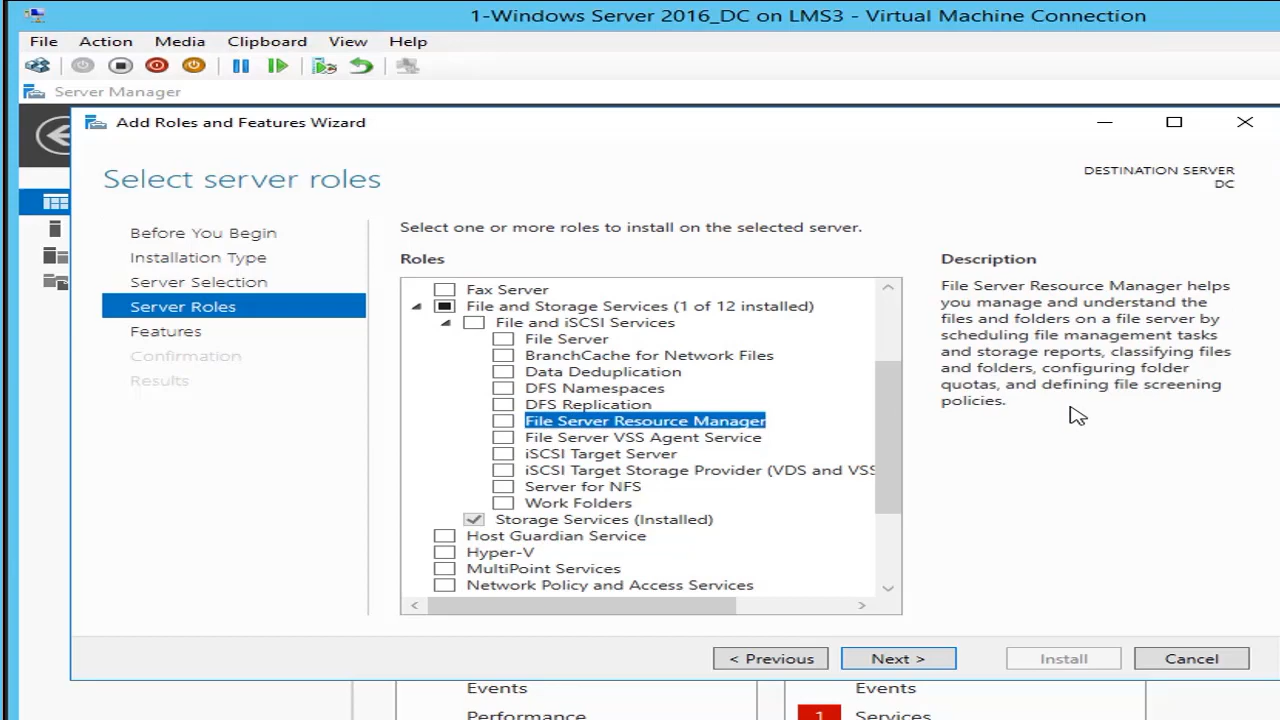 1-Windows Server 2016_DC on LMS3 - Virtual Machine Connection
File Action Media Clipboard View Help
Server Manager
Add Roles and Features Wizard
Select server roles
DESTINATION SERVER
DC
Before You Begin
Installation Type
Server Selection
Server Roles
Features
Confirmation
Results
Select one or more roles to install on the selected server.
Roles
Fax Server
File and Storage Services (1 of 12 installed)
File and iSCSI Services
File Server
BranchCache for Network Files
Data Deduplication
DFS Namespaces
DFS Replication
File Server Resource Manager
File Server VSS Agent Service
iSCSI Target Server
iSCSI Target Storage Provider (VDS and VSS
Server for NFS
Work Folders
Storage Services (Installed)
Host Guardian Service
Hyper-V
MultiPoint Services
Network Policy and Access Services
Description
File Server Resource Manager helps
you manage and understand the
files and folders on a file server by
scheduling file management tasks
and storage reports, classifying files
and folders, configuring folder
quotas, and defining file screening
policies.
< Previous
Next >
Install
Cancel
Events
Performance
Events
1 Services